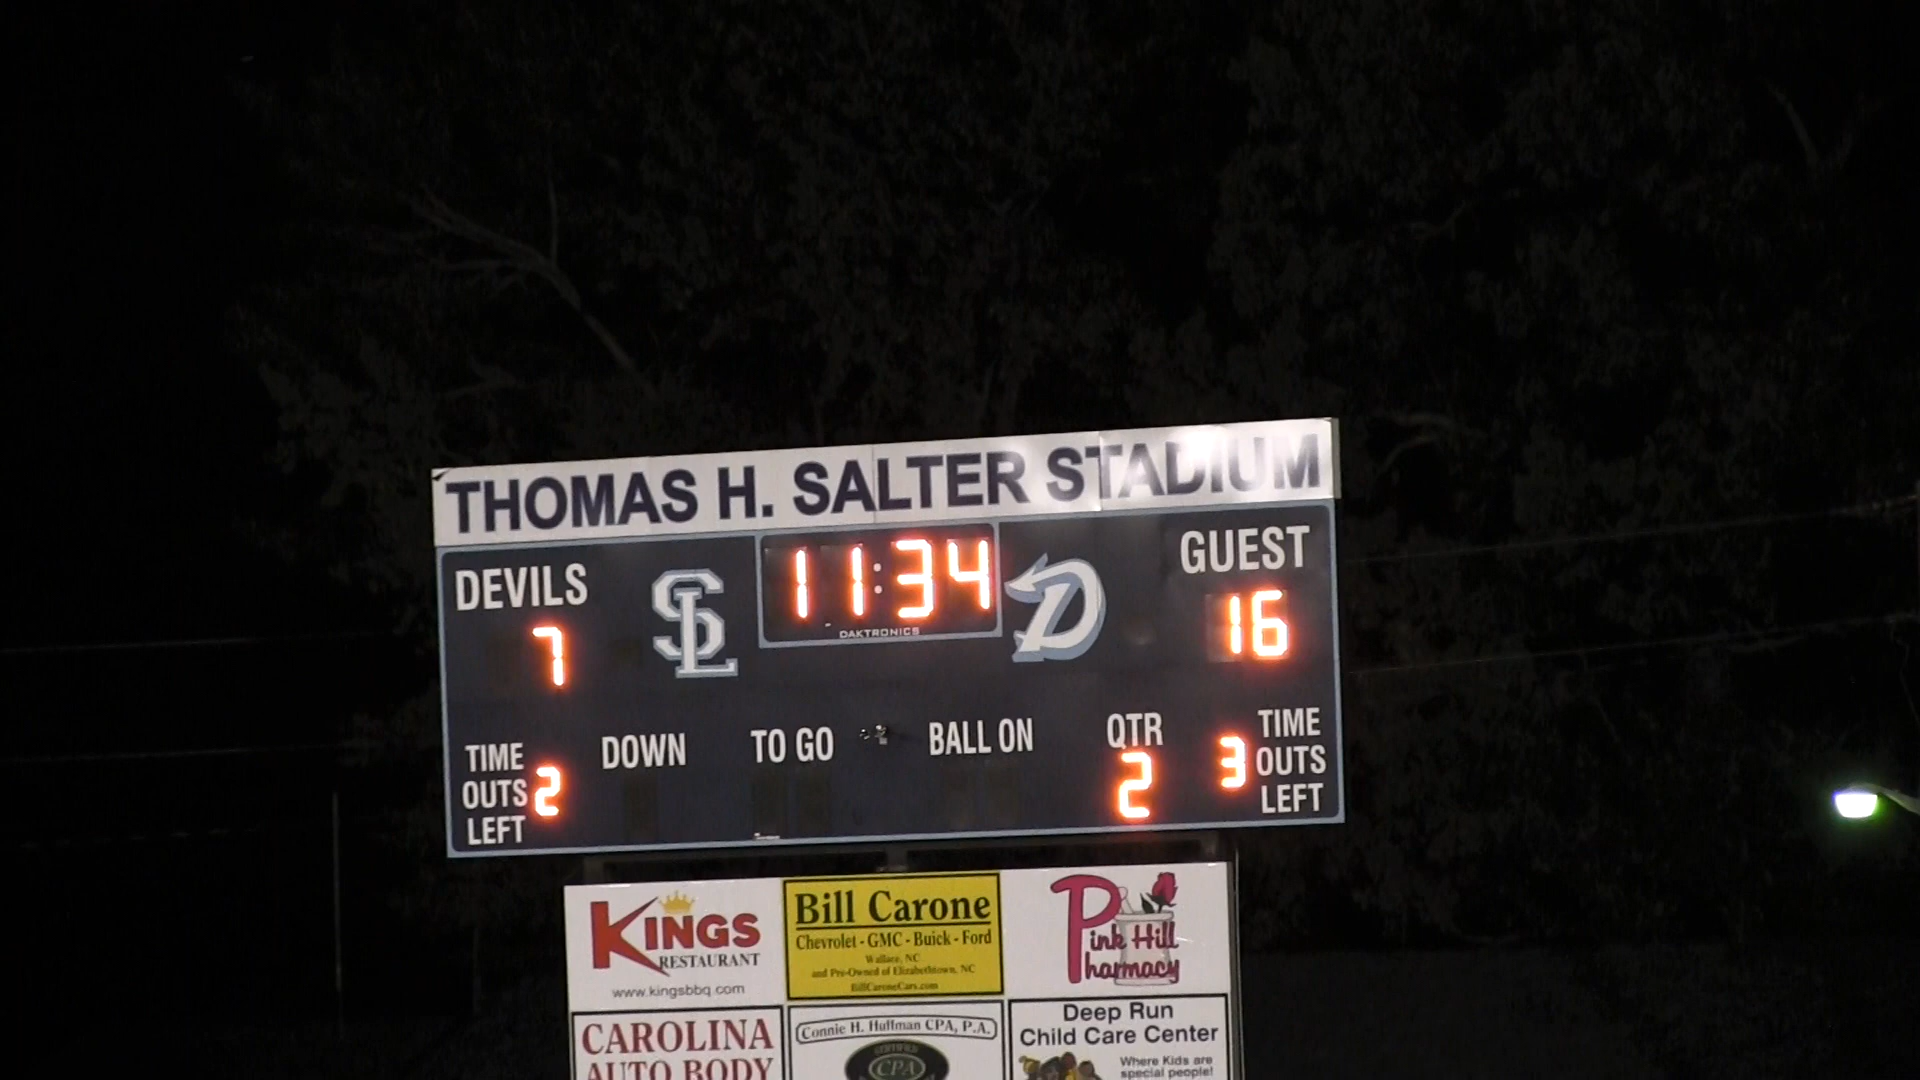 THOMAS H. SALTER STADIUM
DEVILS
SL
11:34
D
GUEST
7
DAKTRONICS
16
TIME OUTS LEFT
2
DOWN
TO GO
BALL ON
QTR
2
3
TIME OUTS LEFT
KINGS
RESTAURANT
www.kingsbbq.com
Bill Carone
Chevrolet - GMC - Buick - Ford
Wallace, NC
and Pre-Owned of Elizabethtown, NC
BillCaroneCars.com
Pink Hill
Pharmacy
CAROLINA
AUTO BODY
Connie H. Huffman CPA, P.A.
CERTIFIED
CPA
Deep Run
Child Care Center
Where Kids are
special people!